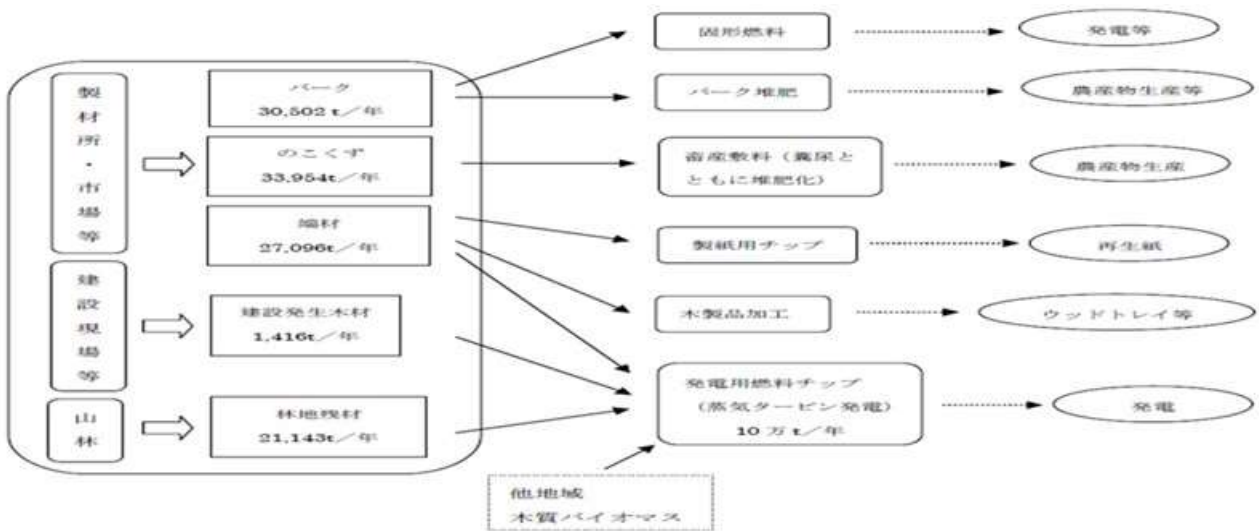 製材所・市場等
バーク
30,502 t／年
のこくず
33,954t／年
端材
27,096t／年
建設現場等
建設発生木材
1,416t／年
山林
林地残材
21,143t／年
固形燃料
バーク堆肥
畜産敷料（糞尿と
ともに堆肥化）
製紙用チップ
木製品加工
発電用燃料チップ
（蒸気タービン発電）
10 万 t／年
他地域
木質バイオマス
発電等
農産物生産等
農産物生産
再生紙
ウッドトレイ等
発電